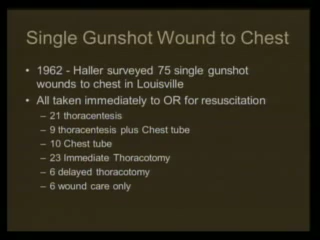 Single Gunshot Wound to Chest
• 1962 - Haller surveyed 75 single gunshot
wounds to chest in Louisville
• All taken immediately to OR for resuscitation
– 21 thoracentesis
– 9 thoracentesis plus Chest tube
– 10 Chest tube
– 23 Immediate Thoracotomy
– 6 delayed thoracotomy
– 6 wound care only